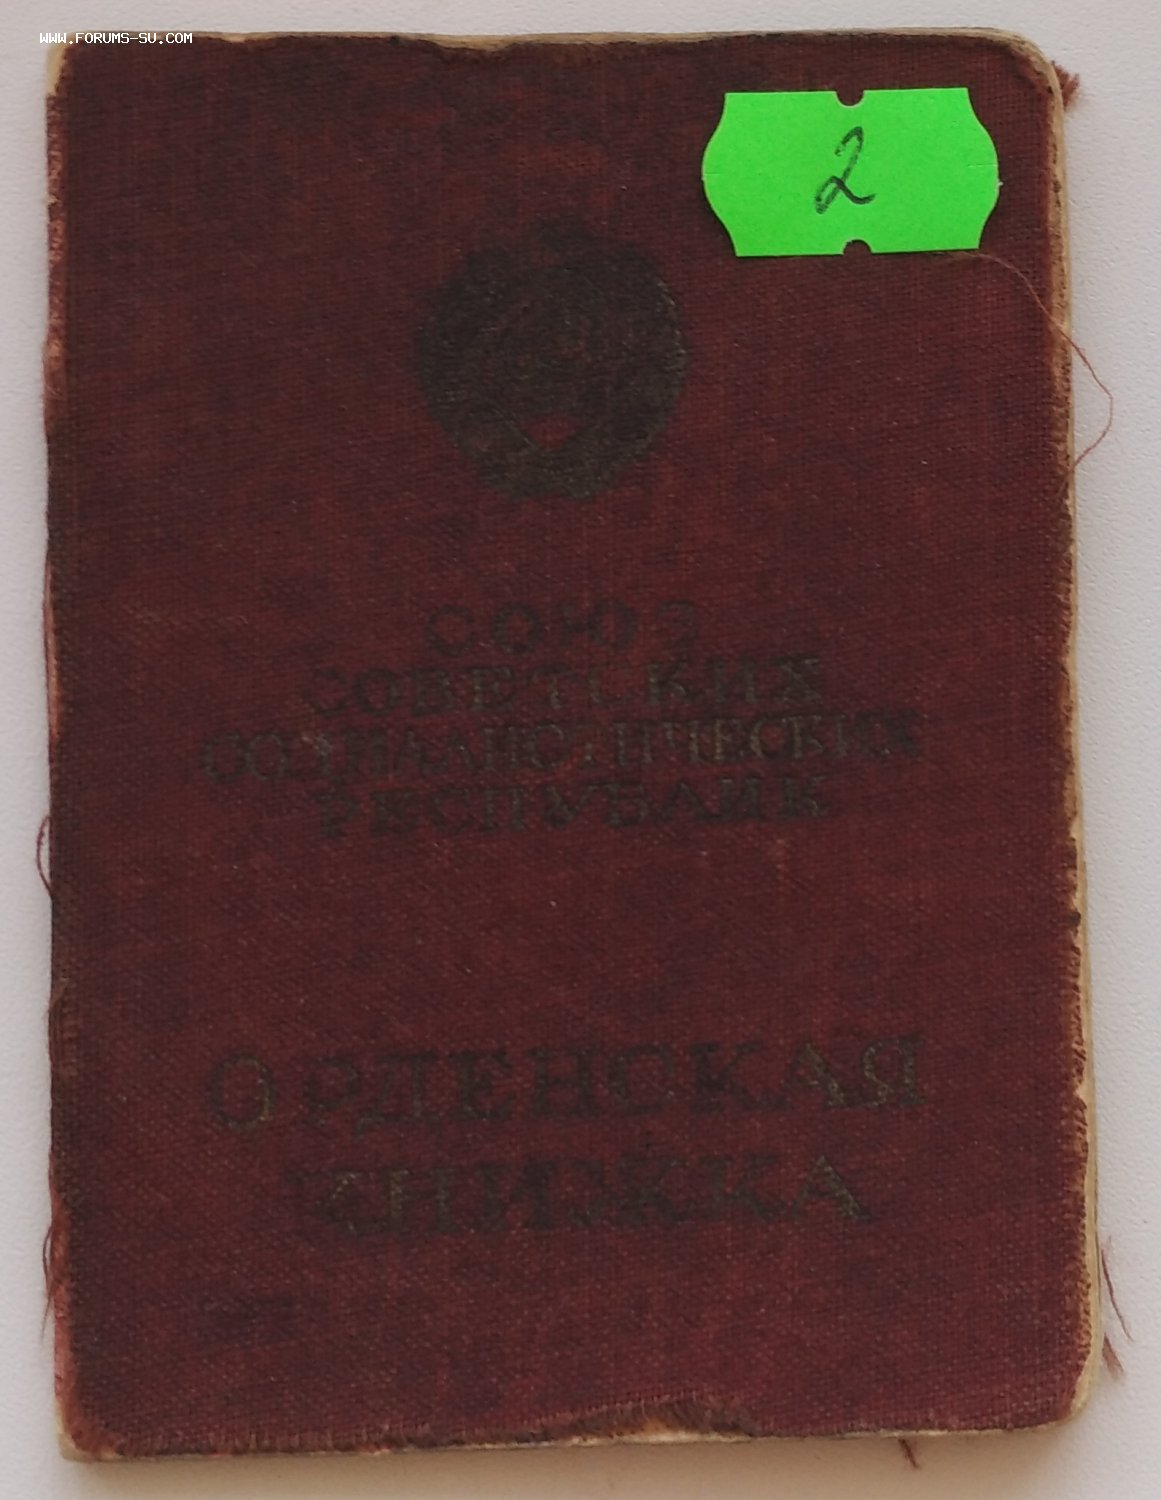 WWW.FORUMS-SU.COM
2
СОЮЗ
СОВЕТСКИХ
СОЦИАЛИСТИЧЕСКИХ
РЕСПУБЛИК
ОРДЕНСКАЯ
КНИЖКА